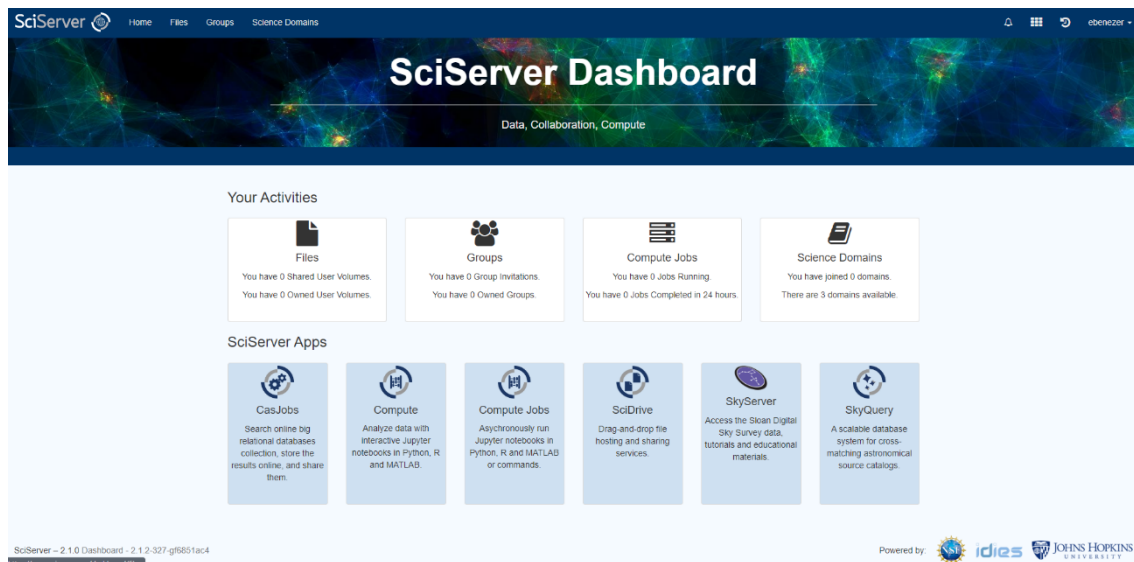 SciServer
Home Files Groups Science Domains
ebenezer
SciServer Dashboard
Data, Collaboration, Compute
Your Activities
Files
You have 0 Shared User Volumes.
You have 0 Owned User Volumes.
Groups
You have 0 Group Invitations.
You have 0 Owned Groups.
Compute Jobs
You have 0 Jobs Running.
You have 0 Jobs Completed in 24 hours.
Science Domains
You have joined 0 domains.
There are 3 domains available.
SciServer Apps
CasJobs
Search online big
relational databases
collection, store the
results online, and share
them.
Compute
Analyze data with
interactive Jupyter
notebooks in Python, R
and MATLAB.
Compute Jobs
Asychronously run
Jupyter notebooks in
Python, R and MATLAB
or commands.
SciDrive
Drag-and-drop file
hosting and sharing
services.
SkyServer
Access the Sloan Digital
Sky Survey data,
tutorials and educational
materials.
SkyQuery
A scalable database
system for cross-
matching astronomical
source catalogs.
SciServer – 2.1.0 Dashboard - 2.1.2-327-gf6851ac4
Powered by:
NSF
idies
JOHNS HOPKINS
UNIVERSITY